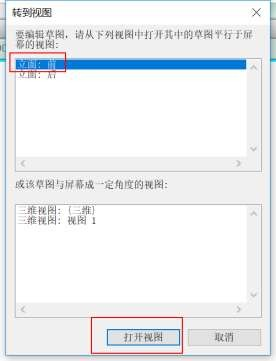 转到视图
要编辑草图，请从下列视图中打开其中的草图平行于屏
幕的视图:
立面: 前
立面: 后
或该草图与屏幕成一定角度的视图:
三维视图: {三维}
三维视图: 视图 1
打开视图
取消